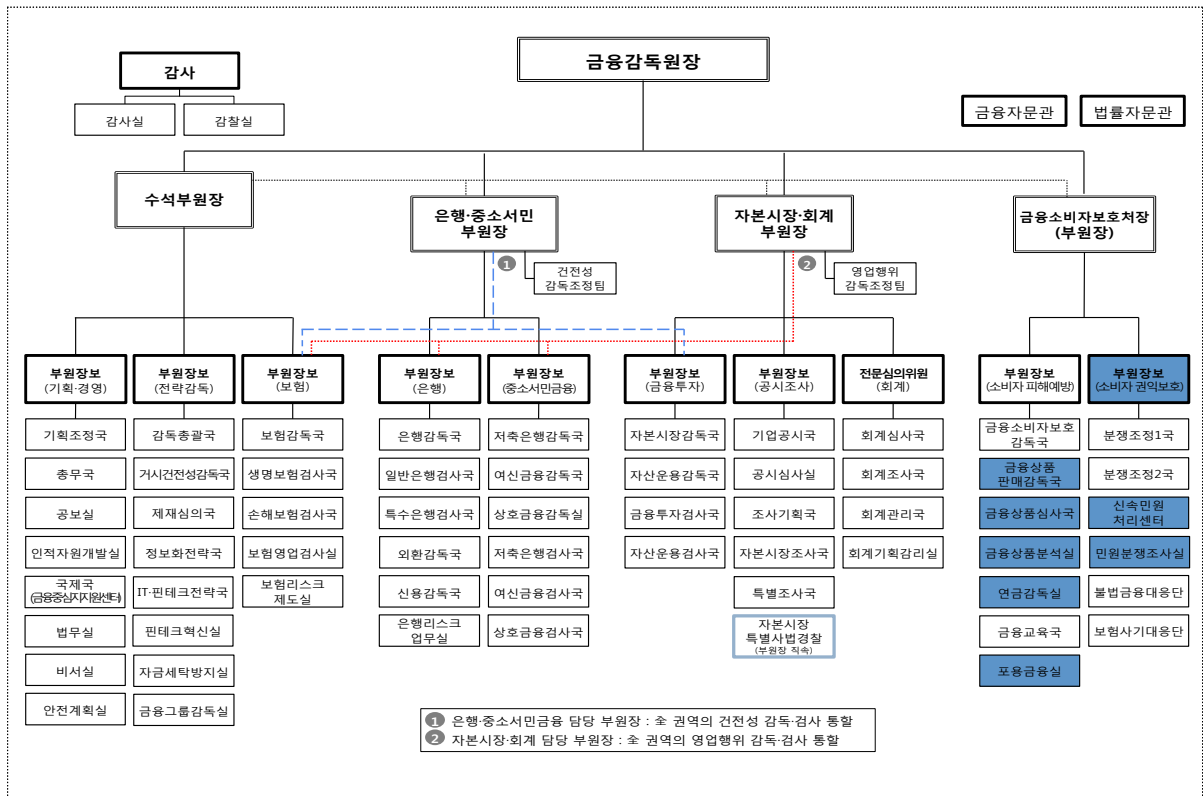 금융감독원장
감사
감사실
감찰실
금융자문관
법률자문관
수석부원장
은행·중소서민
부원장
자본시장·회계
부원장
금융소비자보호처장
(부원장)
1
건전성
감독조정팀
2
영업행위
감독조정팀
부원장보
(기획·경영)
부원장보
(전략감독)
부원장보
(보험)
부원장보
(은행)
부원장보
(중소서민금융)
부원장보
(금융투자)
부원장보
(공시조사)
전문심의위원
(회계)
부원장보
(소비자 피해예방)
부원장보
(소비자 권익보호)
기획조정국
총무국
공보실
인적자원개발실
국제국
(금융중심지지원센터)
법무실
비서실
안전계획실
감독총괄국
거시건전성감독국
제재심의국
정보화전략국
IT·핀테크전략국
핀테크혁신실
자금세탁방지실
금융그룹감독실
보험감독국
생명보험검사국
손해보험검사국
보험영업검사실
보험리스크
제도실
은행감독국
일반은행검사국
특수은행검사국
외환감독국
신용감독국
은행리스크
업무실
저축은행감독국
여신금융감독국
상호금융감독실
저축은행검사국
여신금융검사국
상호금융검사국
자본시장감독국
자산운용감독국
금융투자검사국
자산운용검사국
기업공시국
공시심사실
조사기획국
자본시장조사국
특별조사국
자본시장
특별사법경찰
(부원장 직속)
회계심사국
회계조사국
회계관리국
회계기획감리실
금융소비자보호
감독국
금융상품
판매감독국
금융상품심사국
금융상품분석실
연금감독실
금융교육국
포용금융실
분쟁조정1국
분쟁조정2국
신속민원
처리센터
민원분쟁조사실
불법금융대응단
보험사기대응단
1 은행·중소서민금융 담당 부원장 : 全 권역의 건전성 감독·검사 통할
2 자본시장·회계 담당 부원장 : 全 권역의 영업행위 감독·검사 통할